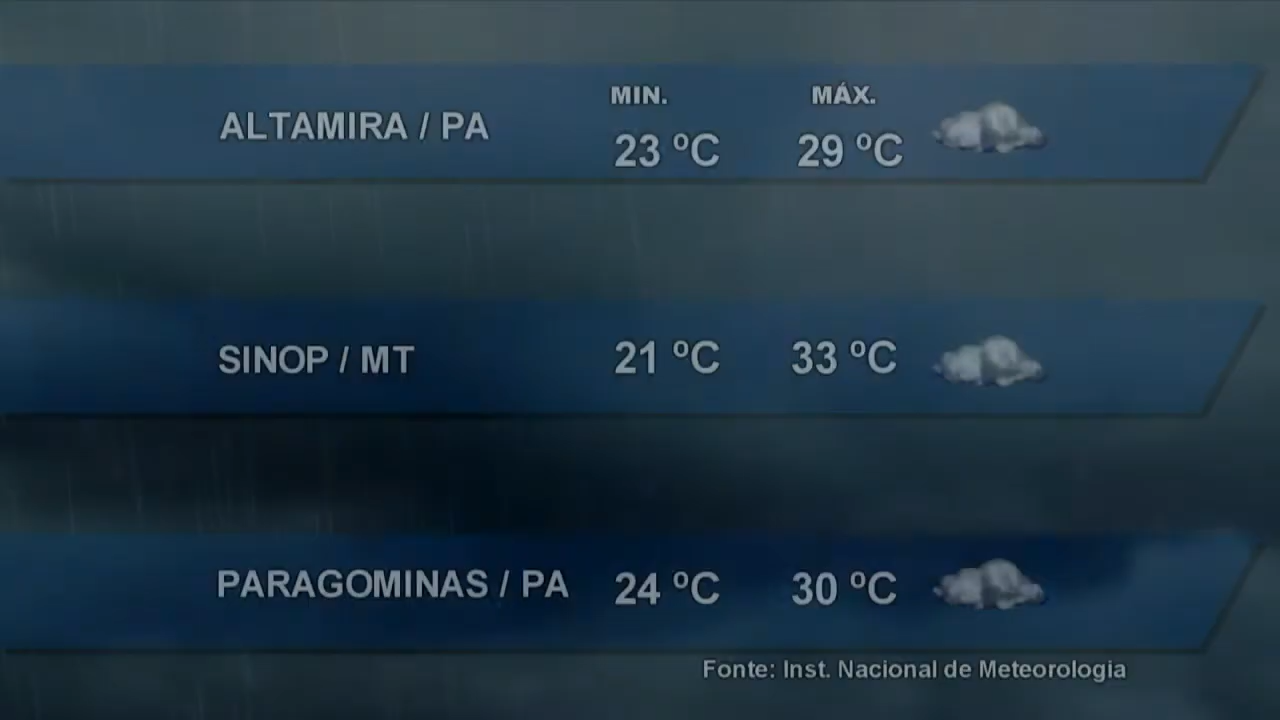 MIN. MÁX.
ALTAMIRA / PA 23 ºC 29 ºC
SINOP / MT 21 ºC 33 ºC
PARAGOMINAS / PA 24 ºC 30 ºC
Fonte: Inst. Nacional de Meteorologia